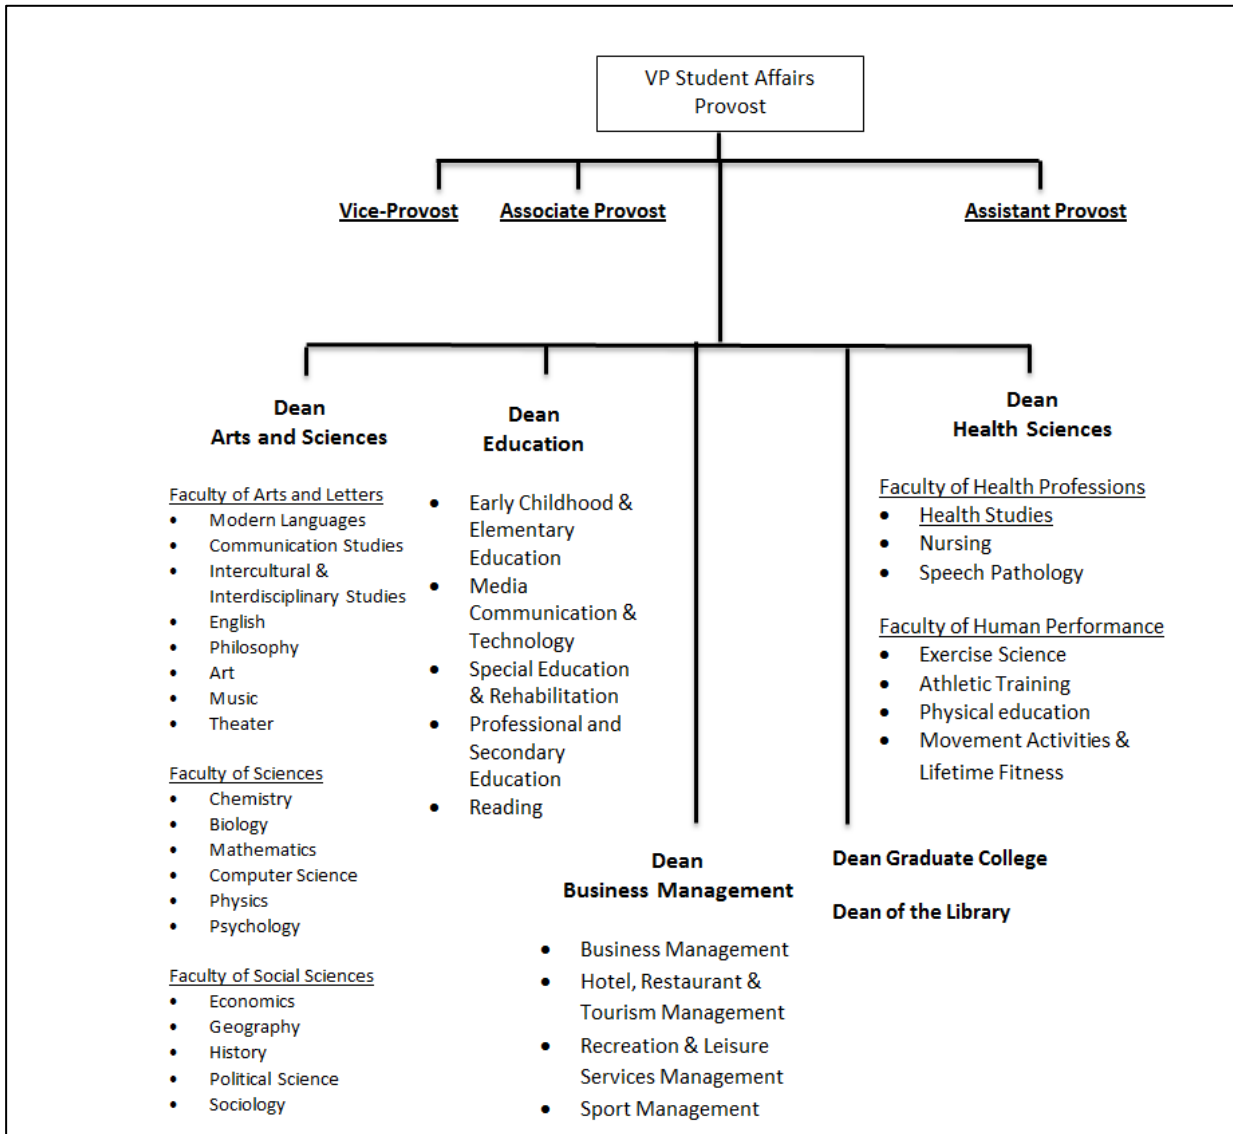 VP Student Affairs
Provost
Vice-Provost
Associate Provost
Assistant Provost
Dean
Arts and Sciences
Faculty of Arts and Letters
• Modern Languages
• Communication Studies
• Intercultural &
Interdisciplinary Studies
• English
• Philosophy
• Art
• Music
• Theater
Faculty of Sciences
• Chemistry
• Biology
• Mathematics
• Computer Science
• Physics
• Psychology
Faculty of Social Sciences
• Economics
• Geography
• History
• Political Science
• Sociology
Dean
Education
• Early Childhood &
Elementary
Education
• Media
Communication &
Technology
• Special Education
& Rehabilitation
• Professional and
Secondary
Education
• Reading
Dean
Business Management
• Business Management
• Hotel, Restaurant &
Tourism Management
• Recreation & Leisure
Services Management
• Sport Management
Dean Graduate College
Dean of the Library
Dean
Health Sciences
Faculty of Health Professions
• Health Studies
• Nursing
• Speech Pathology
Faculty of Human Performance
• Exercise Science
• Athletic Training
• Physical education
• Movement Activities &
Lifetime Fitness